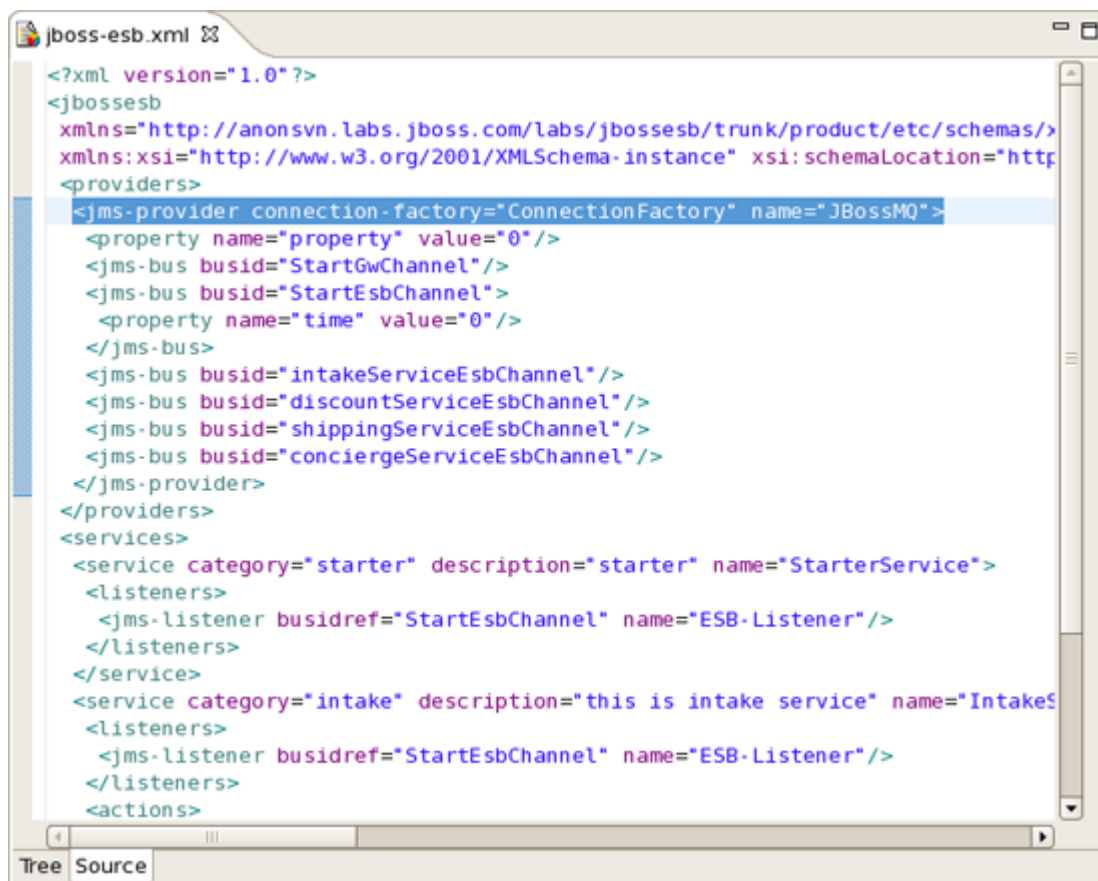 jboss-esb.xml
<?xml version="1.0"?>
<jbossesb
xmlns="http://anonsvn.labs.jboss.com/labs/jbossesb/trunk/product/etc/schemas/x
xmlns:xsi="http://www.w3.org/2001/XMLSchema-instance" xsi:schemaLocation="http
<providers>
<jms-provider connection-factory="ConnectionFactory" name="JBossMQ">
<property name="property" value="0"/>
<jms-bus busid="StartGwChannel"/>
<jms-bus busid="StartEsbChannel">
<property name="time" value="0"/>
</jms-bus>
<jms-bus busid="intakeServiceEsbChannel"/>
<jms-bus busid="discountServiceEsbChannel"/>
<jms-bus busid="shippingServiceEsbChannel"/>
<jms-bus busid="conciergeServiceEsbChannel"/>
</jms-provider>
</providers>
<services>
<service category="starter" description="starter" name="StarterService">
<listeners>
<jms-listener busidref="StartEsbChannel" name="ESB-Listener"/>
</listeners>
</service>
<service category="intake" description="this is intake service" name="IntakeS
<listeners>
<jms-listener busidref="StartEsbChannel" name="ESB-Listener"/>
</listeners>
<actions>
Tree Source